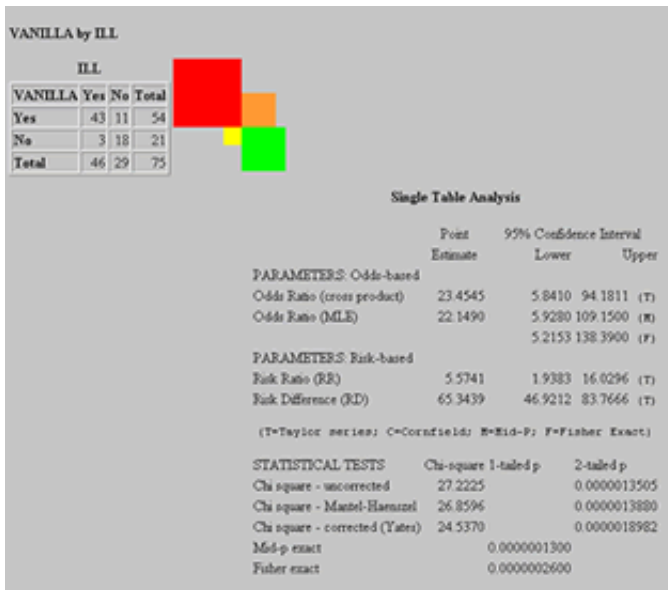 VANILLA by ILL
ILL
VANILLA Yes No Total
Yes 43 11 54
No 3 18 21
Total 46 29 75
Single Table Analysis
Point 95% Confidence Interval
Estimate Lower Upper
PARAMETERS: Odds-based
Odds Ratio (cross product) 23.4545 5.8410 94.1811 (T)
Odds Ratio (MLE) 22.1490 5.9280 109.1500 (M)
5.2153 138.3900 (F)
PARAMETERS: Risk-based
Risk Ratio (RR) 5.5741 1.9383 16.0296 (T)
Risk Difference (RD) 65.3439 46.9212 83.7666 (T)
(T=Taylor series; C=Cornfield; M=Mid-P; F=Fisher Exact)
STATISTICAL TESTS Chi-square 1-tailed p 2-tailed p
Chi square - uncorrected 27.2225 0.0000013505
Chi square - Mantel-Haenszel 26.8596 0.0000013880
Chi square - corrected (Yates) 24.5370 0.0000018982
Mid-p exact 0.0000001300
Fisher exact 0.0000002600